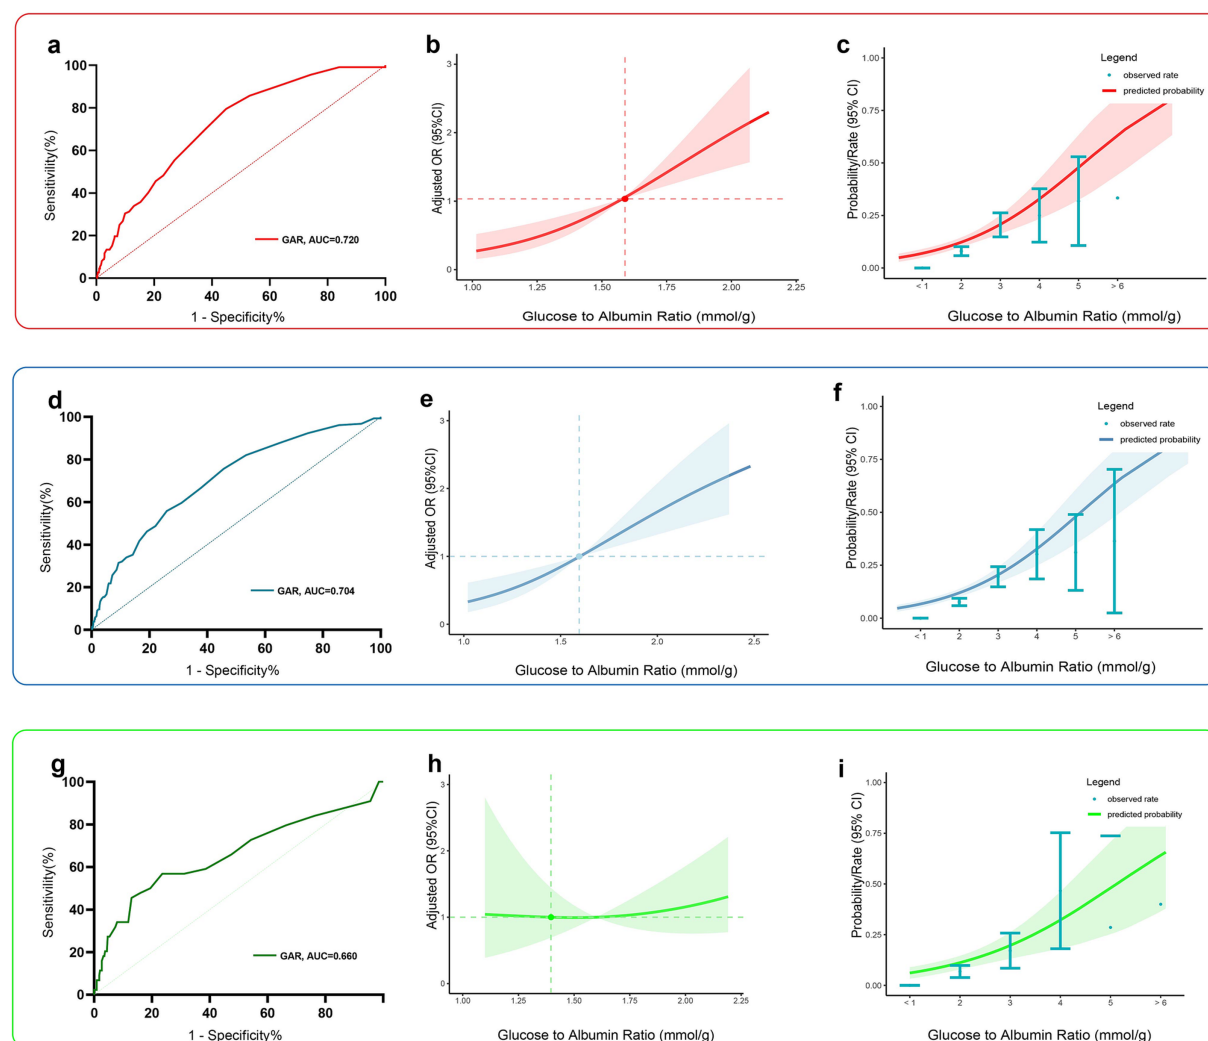 a
Sensitivility(%)
100
80
60
40
20
0
0 20 40 60 80 100
GAR, AUC=0.720
1 - Specificity%
b
Adjusted OR (95%CI)
3
2
1
0
1.00 1.25 1.50 1.75 2.00 2.25
Glucose to Albumin Ratio (mmol/g)
c
Probability/Rate (95% CI)
1.00
0.75
0.50
0.25
0.00
Legend
observed rate
predicted probability
< 1 2 3 4 5 > 6
Glucose to Albumin Ratio (mmol/g)
d
Sensitivility(%)
100
80
60
40
20
0
0 20 40 60 80 100
GAR, AUC=0.704
1 - Specificity%
e
Adjusted OR (95%CI)
3
2
1
0
1.0 1.5 2.0 2.5
Glucose to Albumin Ratio (mmol/g)
f
Probability/Rate (95% CI)
1.00
0.75
0.50
0.25
0.00
Legend
observed rate
predicted probability
< 1 2 3 4 5 > 6
Glucose to Albumin Ratio (mmol/g)
g
Sensitivility(%)
100
80
60
40
20
0
0 20 40 60 80
GAR, AUC=0.660
1 - Specificity%
h
Adjusted OR (95%CI)
3
2
1
0
1.00 1.25 1.50 1.75 2.00 2.25
Glucose to Albumin Ratio (mmol/g)
i
Probability/Rate (95% CI)
1.00
0.75
0.50
0.25
0.00
Legend
observed rate
predicted probability
< 1 2 3 4 5 > 6
Glucose to Albumin Ratio (mmol/g)